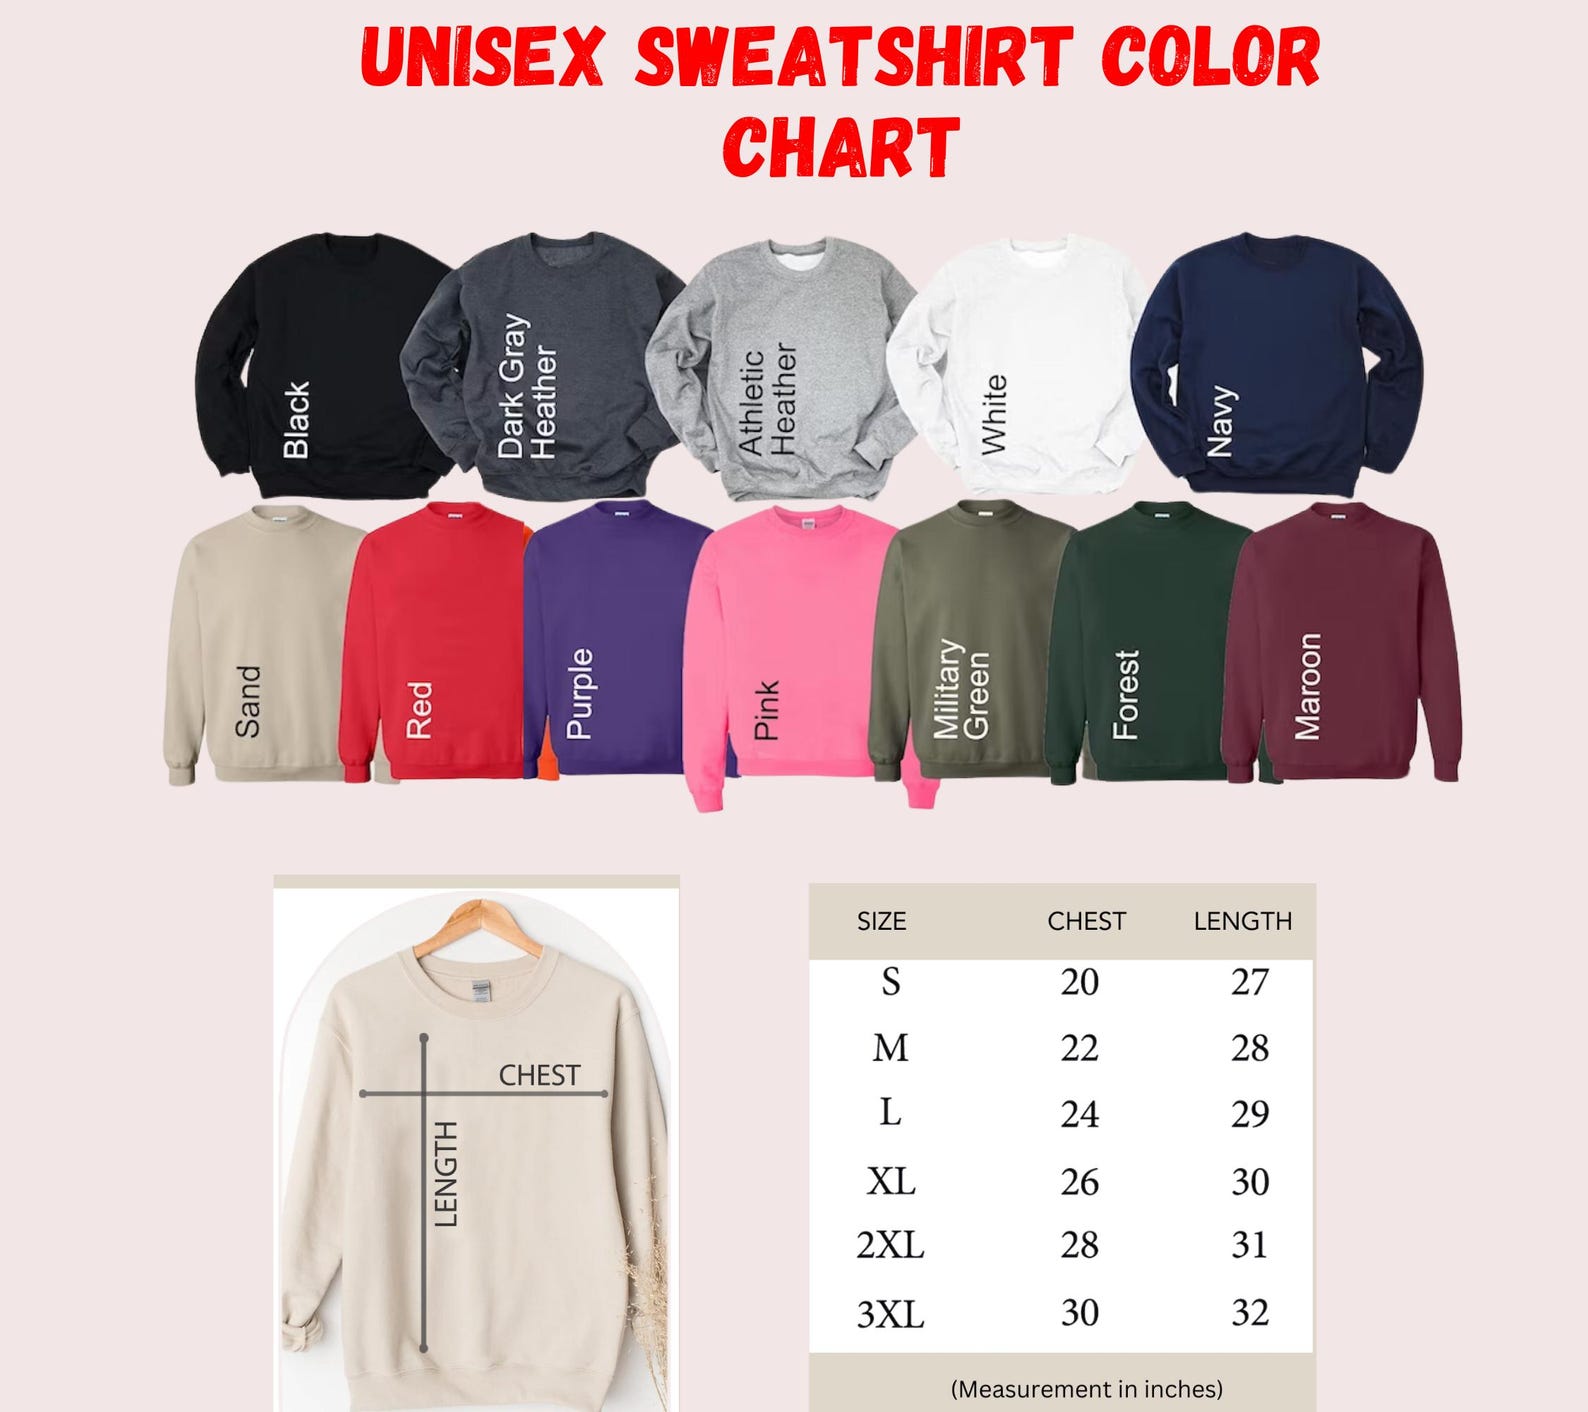 UNISEX SWEATSHIRT COLOR
CHART
Black
Dark Gray
Heather
Athletic
Heather
White
Navy
Sand
Red
Purple
Pink
Military
Green
Forest
Maroon
CHEST
LENGTH
SIZE CHEST LENGTH
S 20 27
M 22 28
L 24 29
XL 26 30
2XL 28 31
3XL 30 32
(Measurement in inches)